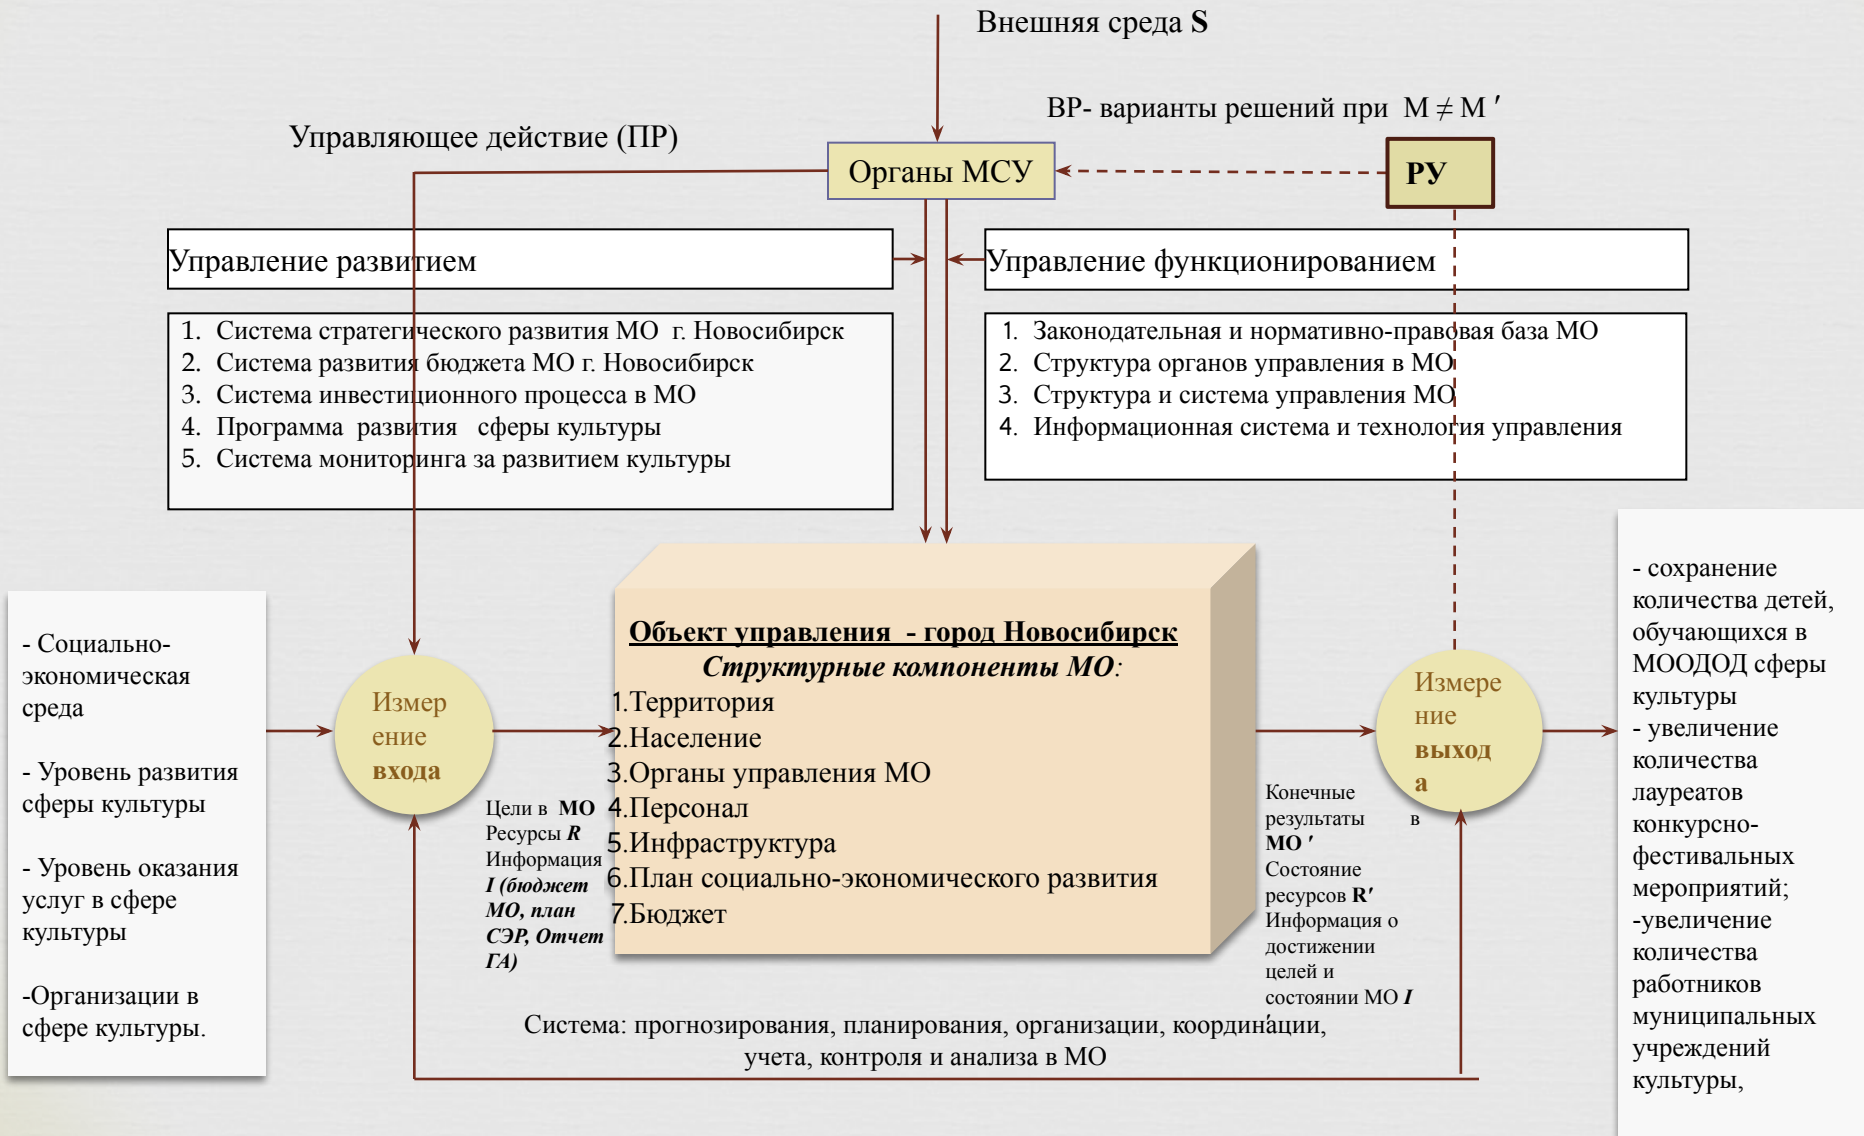 Внешняя среда S
ВР- варианты решений при М ≠ М ′
Управляющее действие (ПР)
Органы МСУ
РУ
Управление развитием
Управление функционированием
1. Система стратегического развития МО г. Новосибирск
2. Система развития бюджета МО г. Новосибирск
3. Система инвестиционного процесса в МО
4. Программа развития сферы культуры
5. Система мониторинга за развитием культуры
1. Законодательная и нормативно-правовая база МО
2. Структура органов управления в МО
3. Структура и система управления МО
4. Информационная система и технология управления
- Социально-
экономическая
среда
- Уровень развития
сферы культуры
- Уровень оказания
услуг в сфере
культуры
-Организации в
сфере культуры.
Измер
ение
входа
Цели в МО
Ресурсы R
Информация
I (бюджет
МО, план
СЭР, Отчет
ГА)
Объект управления - город Новосибирск
Структурные компоненты МО:
1.Территория
2.Население
3.Органы управления МО
4.Персонал
5.Инфраструктура
6.План социально-экономического развития
7.Бюджет
Измере
ние
выход
а
Конечные
результаты в
МО ′
Состояние
ресурсов R′
Информация о
достижении
целей и
состоянии МО I
′
- сохранение
количества детей,
обучающихся в
МООДОД сферы
культуры
- увеличение
количества
лауреатов
конкурсно-
фестивальных
мероприятий;
-увеличение
количества
работников
муниципальных
учреждений
культуры,
Система: прогнозирования, планирования, организации, координации,
учета, контроля и анализа в МО